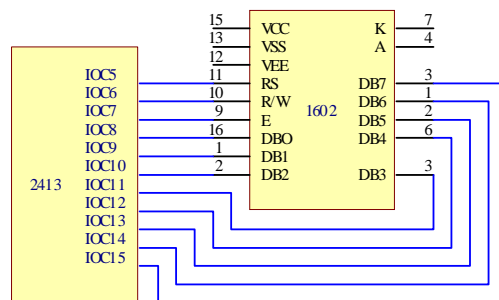 15 VCC K 7
13 VSS A 4
12 VEE
IOC5 11 RS DB7 3
IOC6 10 R/W DB6 1
IOC7 9 E 1602 DB5 2
IOC8 16 DBO DB4 6
IOC9 1 DB1
IOC10 2 DB2 DB3 3
2413 IOC11
IOC12
IOC13
IOC14
IOC15